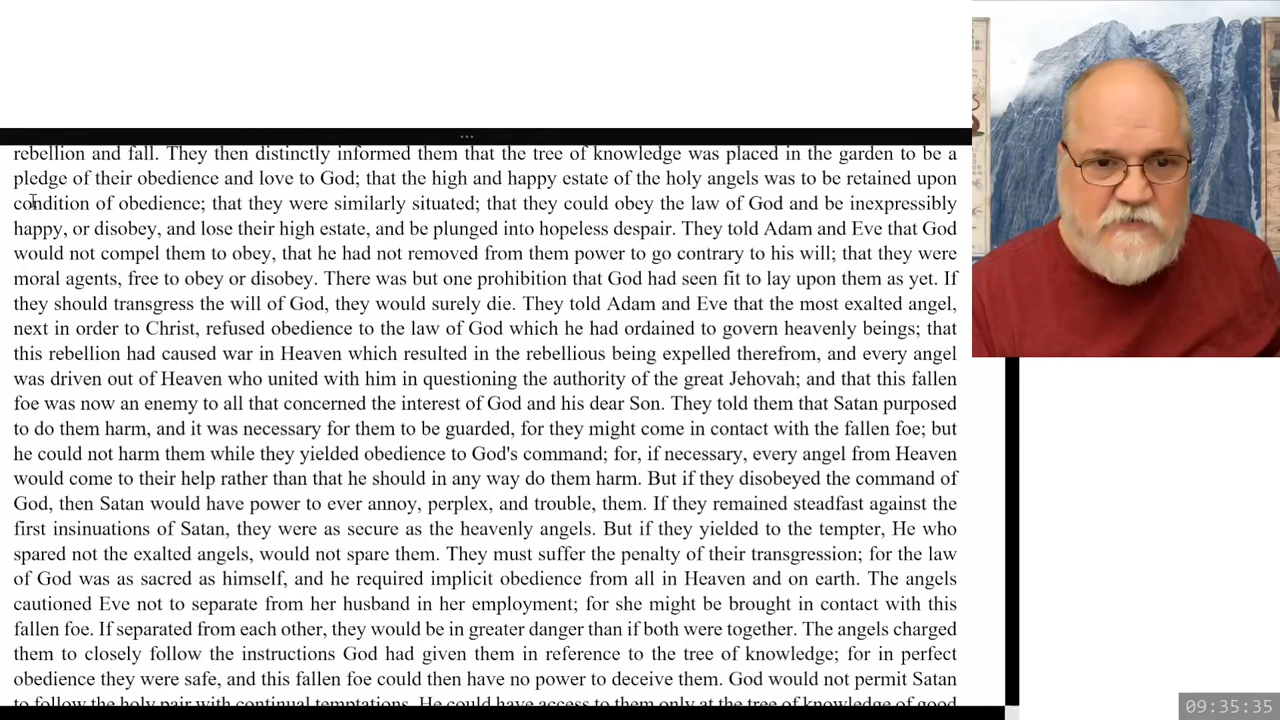 rebellion and fall. They then distinctly informed them that the tree of knowledge was placed in the garden to be a
pledge of their obedience and love to God; that the high and happy estate of the holy angels was to be retained upon
condition of obedience; that they were similarly situated; that they could obey the law of God and be inexpressibly
happy, or disobey, and lose their high estate, and be plunged into hopeless despair. They told Adam and Eve that God
would not compel them to obey, that he had not removed from them power to go contrary to his will; that they were
moral agents, free to obey or disobey. There was but one prohibition that God had seen fit to lay upon them as yet. If
they should transgress the will of God, they would surely die. They told Adam and Eve that the most exalted angel,
next in order to Christ, refused obedience to the law of God which he had ordained to govern heavenly beings; that
this rebellion had caused war in Heaven which resulted in the rebellious being expelled therefrom, and every angel
was driven out of Heaven who united with him in questioning the authority of the great Jehovah; and that this fallen
foe was now an enemy to all that concerned the interest of God and his dear Son. They told them that Satan purposed
to do them harm, and it was necessary for them to be guarded, for they might come in contact with the fallen foe; but
he could not harm them while they yielded obedience to God's command; for, if necessary, every angel from Heaven
would come to their help rather than that he should in any way do them harm. But if they disobeyed the command of
God, then Satan would have power to ever annoy, perplex, and trouble, them. If they remained steadfast against the
first insinuations of Satan, they were as secure as the heavenly angels. But if they yielded to the tempter, He who
spared not the exalted angels, would not spare them. They must suffer the penalty of their transgression; for the law
of God was as sacred as himself, and he required implicit obedience from all in Heaven and on earth. The angels
cautioned Eve not to separate from her husband in her employment; for she might be brought in contact with this
fallen foe. If separated from each other, they would be in greater danger than if both were together. The angels charged
them to closely follow the instructions God had given them in reference to the tree of knowledge; for in perfect
obedience they were safe, and this fallen foe could then have no power to deceive them. God would not permit Satan
to follow the holy pair with continual temptations. He could have access to them only at the tree of knowledge of good
09:35:35